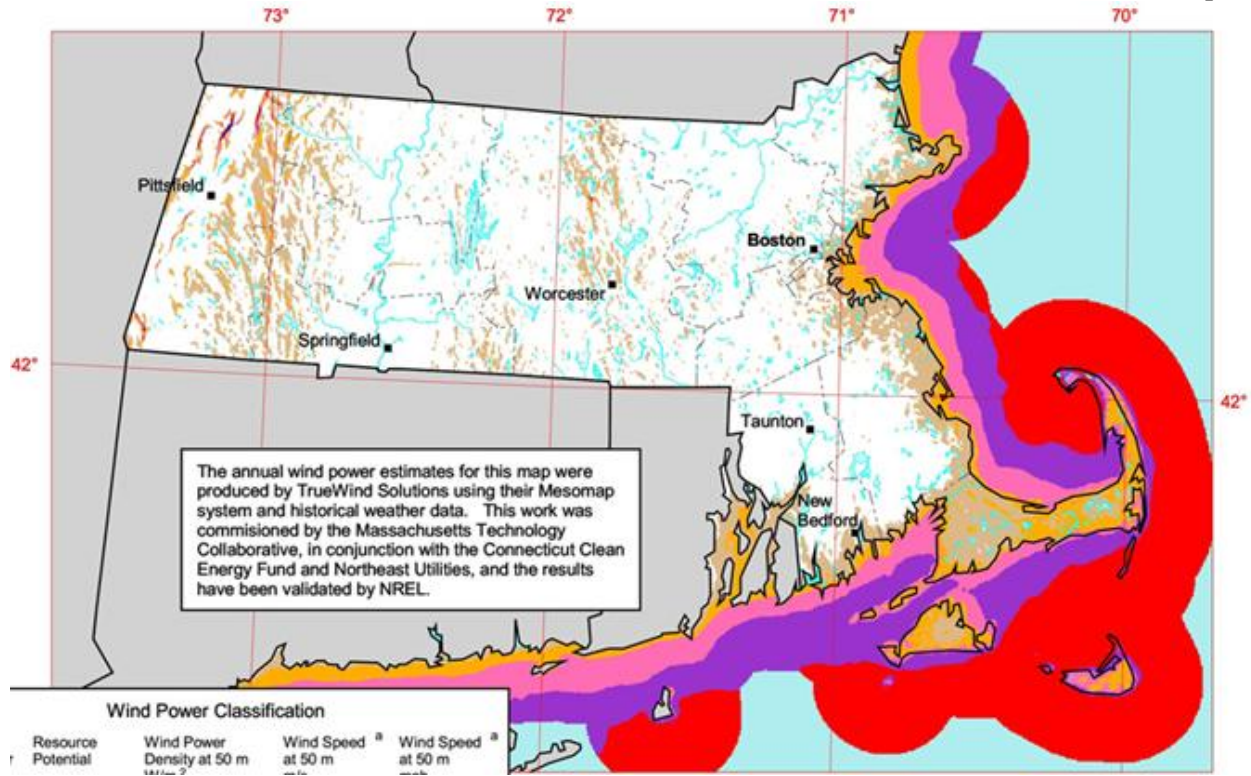 73°
72°
71°
70°
Pittsfield
Boston
Worcester
Springfield
42°
42°
Taunton
New
Bedford
The annual wind power estimates for this map were
produced by TrueWind Solutions using their Mesomap
system and historical weather data. This work was
commisioned by the Massachusetts Technology
Collaborative, in conjunction with the Connecticut Clean
Energy Fund and Northeast Utilities, and the results
have been validated by NREL.
Wind Power Classification
Resource Wind Power Wind Speed a Wind Speed a
Potential Density at 50 m at 50 m at 50 m
W/m 2 m/s mph